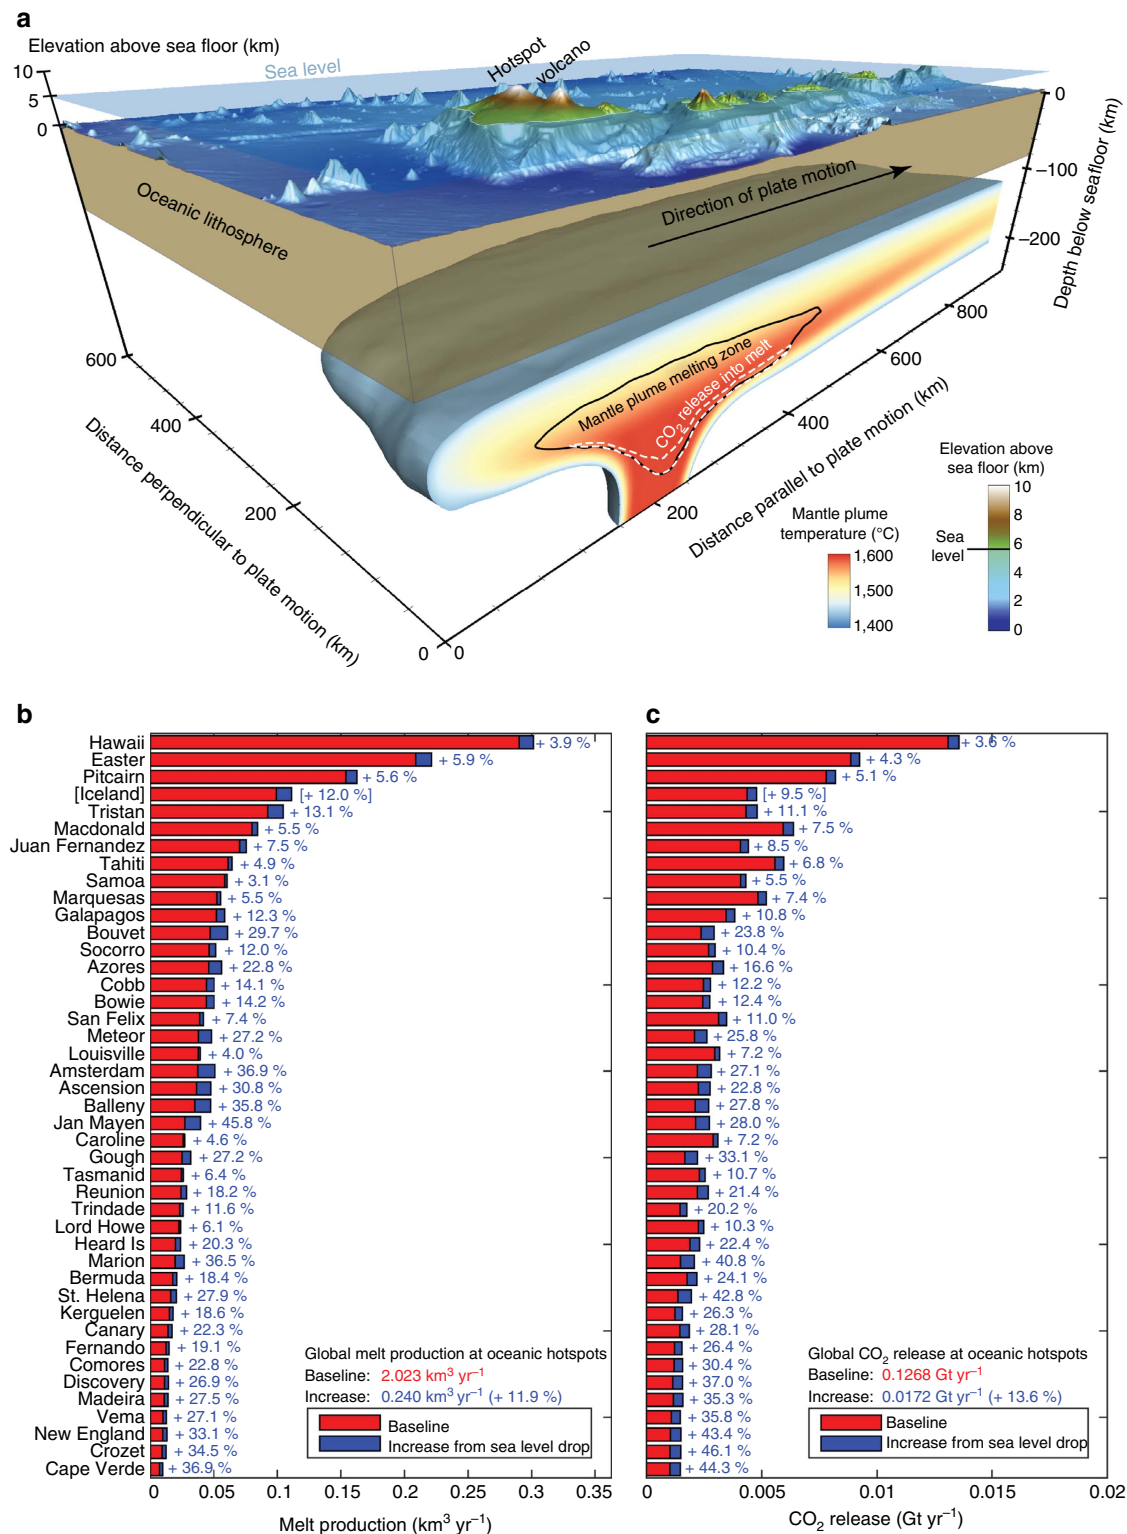 a
Elevation above sea floor (km)
10
5
0
Sea level
Hotspot
volcano
0
−100
−200
Depth below seafloor (km)
Oceanic lithosphere
Direction of plate motion
Mantle plume melting zone
CO2 release into melt
600
400
200
0
Distance perpendicular to plate motion (km)
0
200
400
600
800
Distance parallel to plate motion (km)
Mantle plume
temperature (°C)
1,600
1,500
1,400
Elevation above
sea floor (km)
10
8
6
4
2
0
Sea
level
b
Hawaii + 3.9 %
Easter + 5.9 %
Pitcairn + 5.6 %
[Iceland] [+ 12.0 %]
Tristan + 13.1 %
Macdonald + 5.5 %
Juan Fernandez + 7.5 %
Tahiti + 4.9 %
Samoa + 3.1 %
Marquesas + 5.5 %
Galapagos + 12.3 %
Bouvet + 29.7 %
Socorro + 12.0 %
Azores + 22.8 %
Cobb + 14.1 %
Bowie + 14.2 %
San Felix + 7.4 %
Meteor + 27.2 %
Louisville + 4.0 %
Amsterdam + 36.9 %
Ascension + 30.8 %
Balleny + 35.8 %
Jan Mayen + 45.8 %
Caroline + 4.6 %
Gough + 27.2 %
Tasmanid + 6.4 %
Reunion + 18.2 %
Trindade + 11.6 %
Lord Howe + 6.1 %
Heard Is + 20.3 %
Marion + 36.5 %
Bermuda + 18.4 %
St. Helena + 27.9 %
Kerguelen + 18.6 %
Canary + 22.3 %
Fernando + 19.1 %
Comores + 22.8 %
Discovery + 26.9 %
Madeira + 27.5 %
Vema + 27.1 %
New England + 33.1 %
Crozet + 34.5 %
Cape Verde + 36.9 %
Global melt production at oceanic hotspots
Baseline: 2.023 km3 yr−1
Increase: 0.240 km3 yr−1 (+ 11.9 %)
Baseline
Increase from sea level drop
0 0.05 0.15 0.1 0.2 0.25 0.3 0.35
Melt production (km3 yr−1)
c
+ 3.6 %
+ 4.3 %
+ 5.1 %
[+ 9.5 %]
+ 11.1 %
+ 7.5 %
+ 8.5 %
+ 6.8 %
+ 5.5 %
+ 7.4 %
+ 10.8 %
+ 23.8 %
+ 10.4 %
+ 16.6 %
+ 12.2 %
+ 12.4 %
+ 11.0 %
+ 25.8 %
+ 7.2 %
+ 27.1 %
+ 22.8 %
+ 27.8 %
+ 28.0 %
+ 7.2 %
+ 33.1 %
+ 10.7 %
+ 21.4 %
+ 20.2 %
+ 10.3 %
+ 22.4 %
+ 40.8 %
+ 24.1 %
+ 42.8 %
+ 26.3 %
+ 28.1 %
+ 26.4 %
+ 30.4 %
+ 37.0 %
+ 35.3 %
+ 35.8 %
+ 43.4 %
+ 46.1 %
+ 44.3 %
Global CO2 release at oceanic hotspots
Baseline: 0.1268 Gt yr−1
Increase: 0.0172 Gt yr−1 (+ 13.6 %)
Baseline
Increase from sea level drop
0 0.005 0.01 0.015 0.02
CO2 release (Gt yr−1)